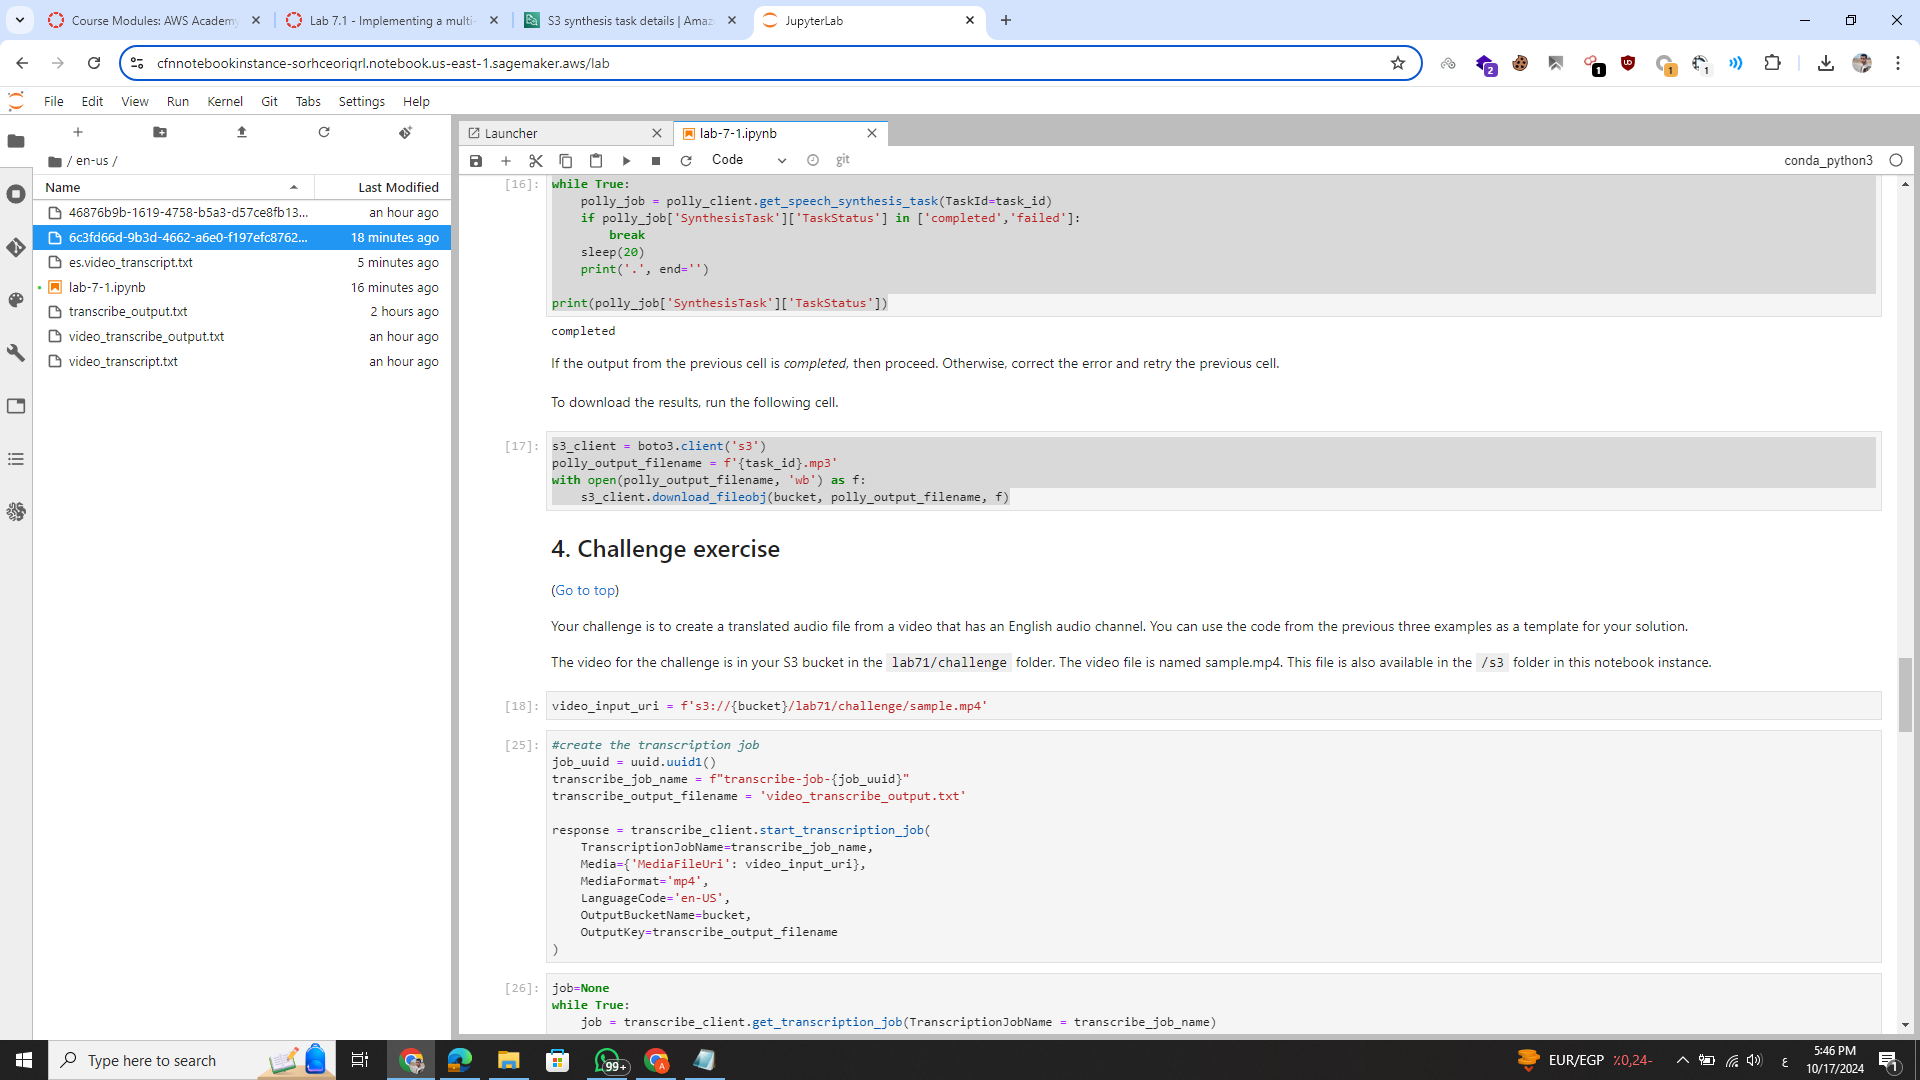 Course Modules: AWS Academy
Lab 7.1 - Implementing a multi-
S3 synthesis task details | Amaz
JupyterLab
cfnnotebookinstance-sorhceoriqrl.notebook.us-east-1.sagemaker.aws/lab
2
1
1
1
File
Edit
View
Run
Kernel
Git
Tabs
Settings
Help
/ en-us /
Name
Last Modified
46876b9b-1619-4758-b5a3-d57ce8fb13... an hour ago
6c3fd66d-9b3d-4662-a6e0-f197efc8762... 18 minutes ago
es.video_transcript.txt 5 minutes ago
lab-7-1.ipynb 16 minutes ago
transcribe_output.txt 2 hours ago
video_transcribe_output.txt an hour ago
video_transcript.txt an hour ago
Launcher
lab-7-1.ipynb
Code
git
conda_python3
[16]: while True:
    polly_job = polly_client.get_speech_synthesis_task(TaskId=task_id)
    if polly_job['SynthesisTask']['TaskStatus'] in ['completed','failed']:
        break
    sleep(20)
    print('.', end='')
print(polly_job['SynthesisTask']['TaskStatus'])
completed
If the output from the previous cell is completed, then proceed. Otherwise, correct the error and retry the previous cell.
To download the results, run the following cell.
[17]: s3_client = boto3.client('s3')
polly_output_filename = f'{task_id}.mp3'
with open(polly_output_filename, 'wb') as f:
    s3_client.download_fileobj(bucket, polly_output_filename, f)
4. Challenge exercise
(Go to top)
Your challenge is to create a translated audio file from a video that has an English audio channel. You can use the code from the previous three examples as a template for your solution.
The video for the challenge is in your S3 bucket in the lab71/challenge folder. The video file is named sample.mp4. This file is also available in the /s3 folder in this notebook instance.
[18]: video_input_uri = f's3://{bucket}/lab71/challenge/sample.mp4'
[25]: #create the transcription job
job_uuid = uuid.uuid1()
transcribe_job_name = f"transcribe-job-{job_uuid}"
transcribe_output_filename = 'video_transcribe_output.txt'
response = transcribe_client.start_transcription_job(
    TranscriptionJobName=transcribe_job_name,
    Media={'MediaFileUri': video_input_uri},
    MediaFormat='mp4',
    LanguageCode='en-US',
    OutputBucketName=bucket,
    OutputKey=transcribe_output_filename
)
[26]: job=None
while True:
    job = transcribe_client.get_transcription_job(TranscriptionJobName = transcribe_job_name)
Type here to search
99+
A
EUR/EGP
٪0,24-
ع
5:46 PM
10/17/2024
1